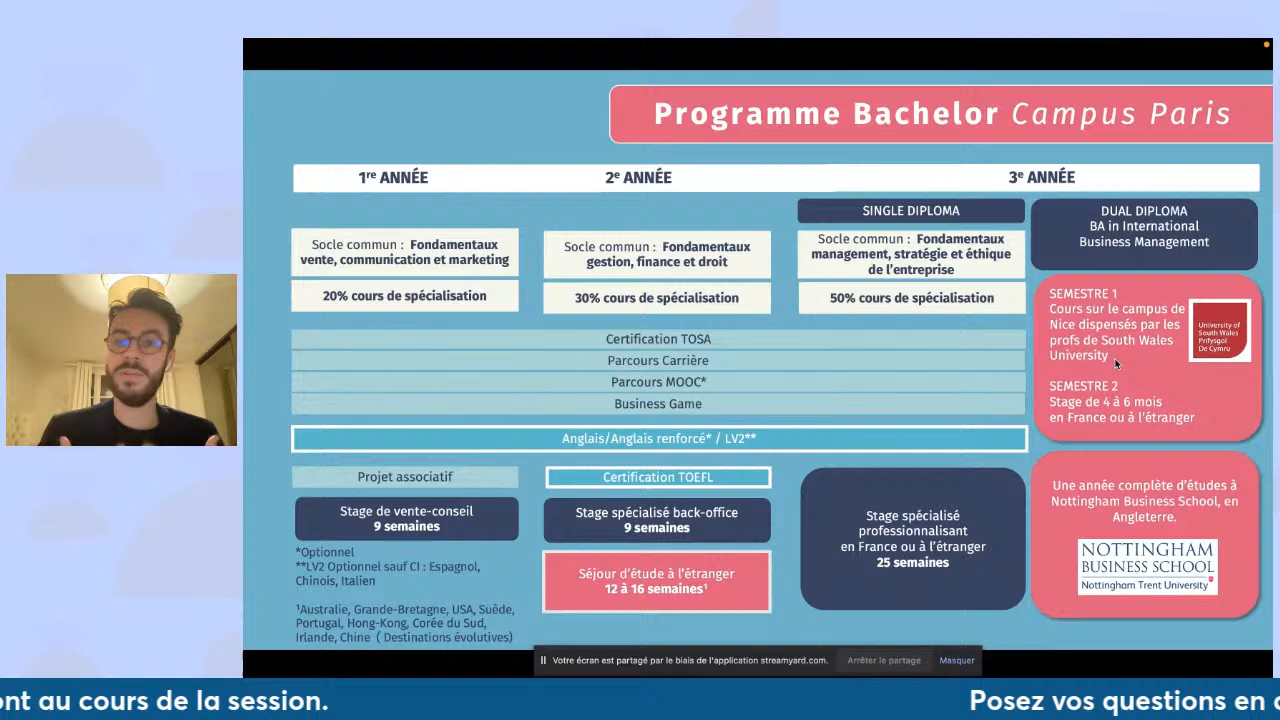 Programme Bachelor Campus Paris
1re ANNÉE
2e ANNÉE
3e ANNÉE
SINGLE DIPLOMA
DUAL DIPLOMA
BA in International
Business Management
Socle commun : Fondamentaux
vente, communication et marketing
Socle commun : Fondamentaux
gestion, finance et droit
Socle commun : Fondamentaux
management, stratégie et éthique
de l'entreprise
20% cours de spécialisation
30% cours de spécialisation
50% cours de spécialisation
SEMESTRE 1
Cours sur le campus de
Nice dispensés par les
profs de South Wales
University
University of
South Wales
Prifysgol
De Cymru
SEMESTRE 2
Stage de 4 à 6 mois
en France ou à l'étranger
Certification TOSA
Parcours Carrière
Parcours MOOC*
Business Game
Anglais/Anglais renforcé* / LV2**
Projet associatif
Certification TOEFL
Stage de vente-conseil
9 semaines
Stage spécialisé back-office
9 semaines
Séjour d'étude à l'étranger
12 à 16 semaines¹
Stage spécialisé
professionnalisant
en France ou à l'étranger
25 semaines
Une année complète d'études à
Nottingham Business School, en
Angleterre.
NOTTINGHAM
BUSINESS SCHOOL
Nottingham Trent University
*Optionnel
**LV2 Optionnel sauf CI : Espagnol,
Chinois, Italien
¹Australie, Grande-Bretagne, USA, Suède,
Portugal, Hong-Kong, Corée du Sud,
Irlande, Chine ( Destinations évolutives)
Votre écran est partagé par le biais de l'application streamyard.com.
Arrêter le partage
Masquer
ont au cours de la session.
Posez vos questions en